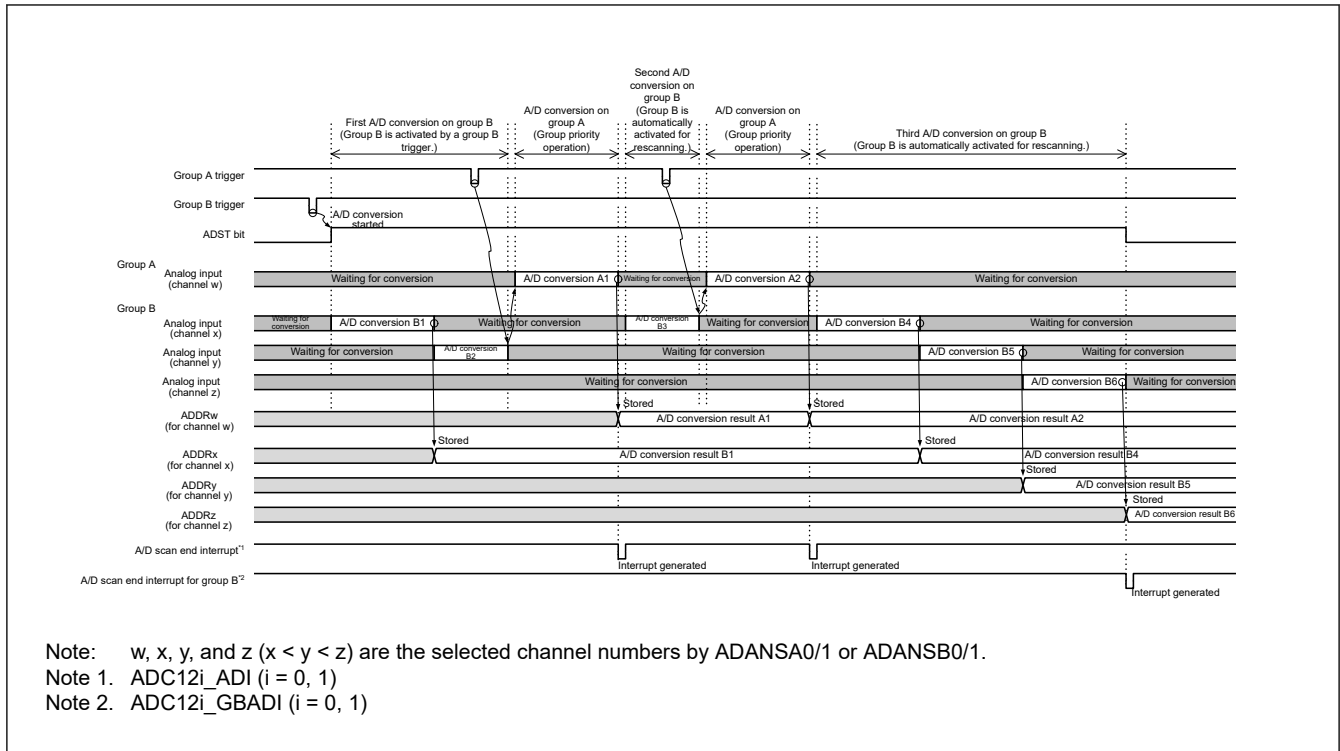 First A/D conversion on group B
(Group B is activated by a group B
trigger.)
A/D conversion on
group A
(Group priority
operation)
Second A/D
conversion on
group B
(Group B is
automatically
activated for
rescanning.)
A/D conversion on
group A
(Group priority
operation)
Third A/D conversion on group B
(Group B is automatically activated for rescanning.)
Group A trigger
Group B trigger
A/D conversion
started
ADST bit
Group A
Analog input
(channel w)
Waiting for conversion
A/D conversion A1
Waiting for conversion
A/D conversion A2
Waiting for conversion
Group B
Analog input
(channel x)
Waiting for
conversion
A/D conversion B1
Waiting for conversion
A/D conversion
B3
Waiting for conversion
A/D conversion B4
Waiting for conversion
Analog input
(channel y)
Waiting for conversion
A/D conversion
B2
Waiting for conversion
A/D conversion B5
Waiting for conversion
Analog input
(channel z)
Waiting for conversion
A/D conversion B6
Waiting for conversion
Stored
Stored
ADDRw
(for channel w)
A/D conversion result A1
A/D conversion result A2
Stored
Stored
ADDRx
(for channel x)
A/D conversion result B1
A/D conversion result B4
Stored
ADDRy
(for channel y)
A/D conversion result B5
Stored
ADDRz
(for channel z)
A/D conversion result B6
A/D scan end interrupt*1
Interrupt generated
Interrupt generated
A/D scan end interrupt for group B*2
Interrupt generated
Note: w, x, y, and z (x < y < z) are the selected channel numbers by ADANSA0/1 or ADANSB0/1.
Note 1. ADC12i_ADI (i = 0, 1)
Note 2. ADC12i_GBADI (i = 0, 1)